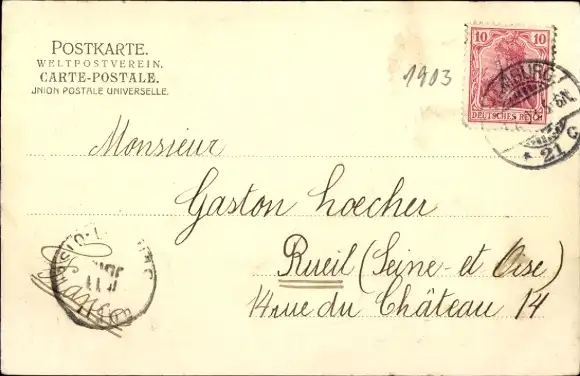 POSTKARTE.
WELTPOSTVEREIN.
CARTE-POSTALE.
UNION POSTALE UNIVERSELLE.
1903
10 10
DEUTSCHES REICH
21 C
Monsieur
Gaston Loecher
Rueil (Seine-et Oise)
14 rue du Château 14